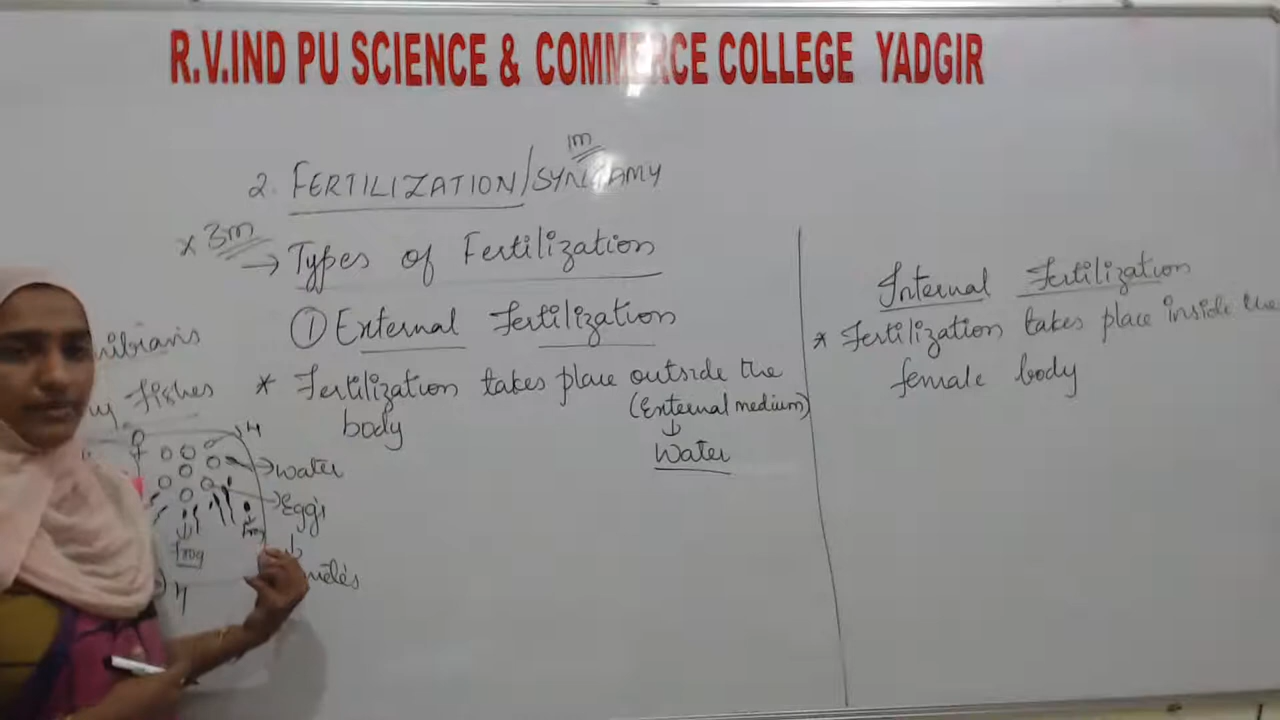 R.V.IND PU SCIENCE & COMMERCE COLLEGE YADGIR
1m
2. FERTILIZATION/SYNGAMY
x 3m
→ Types of Fertilization
① External Fertilization
* Fertilization takes place outside the
body
(External medium)
↓
Water
fishes
→ water
→ Eggs
frog
Internal Fertilization
* Fertilization takes place inside the
female body